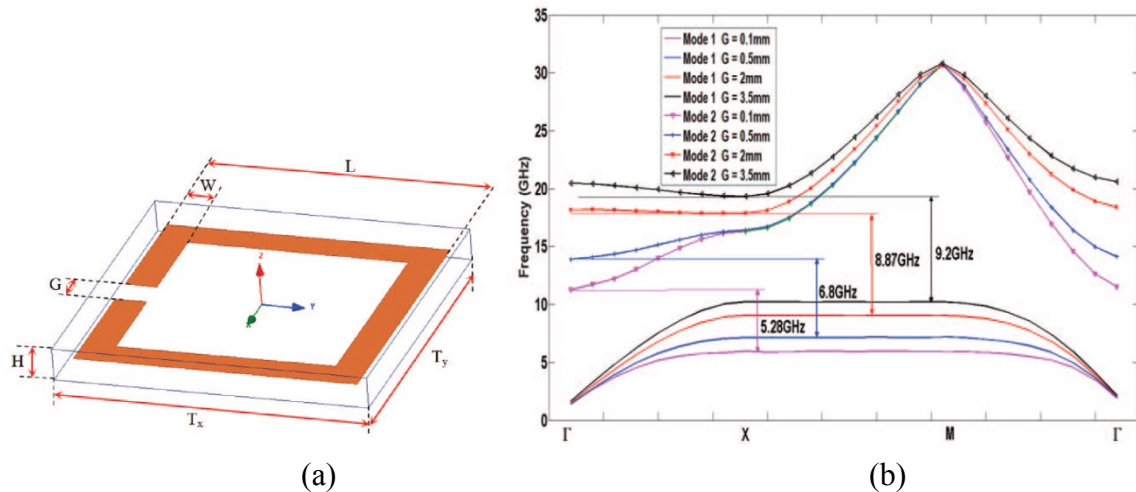 L
W
G
H
Z
Y
X
Tx
Ty
(a)
35
30
25
20
15
10
5
0
Frequency (GHz)
Mode 1 G = 0.1mm
Mode 1 G = 0.5mm
Mode 1 G = 2mm
Mode 1 G = 3.5mm
Mode 2 G = 0.1mm
Mode 2 G = 0.5mm
Mode 2 G = 2mm
Mode 2 G = 3.5mm
9.2GHz
8.87GHz
6.8GHz
5.28GHz
Γ X M Γ
(b)